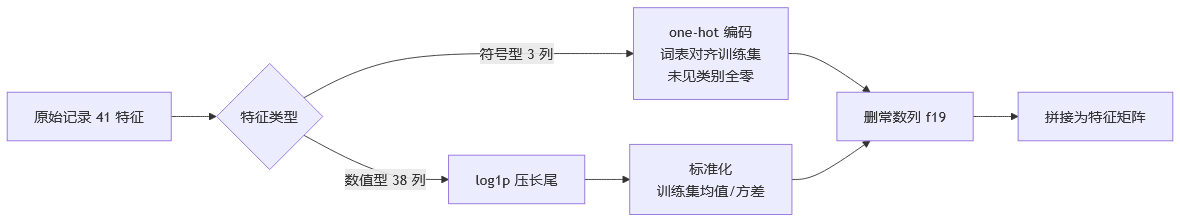 原始记录 41 特征
特征类型
符号型 3 列
数值型 38 列
one-hot 编码
词表对齐训练集
未见类别全零
log1p 压长尾
标准化
训练集均值/方差
删常数列 f19
拼接为特征矩阵